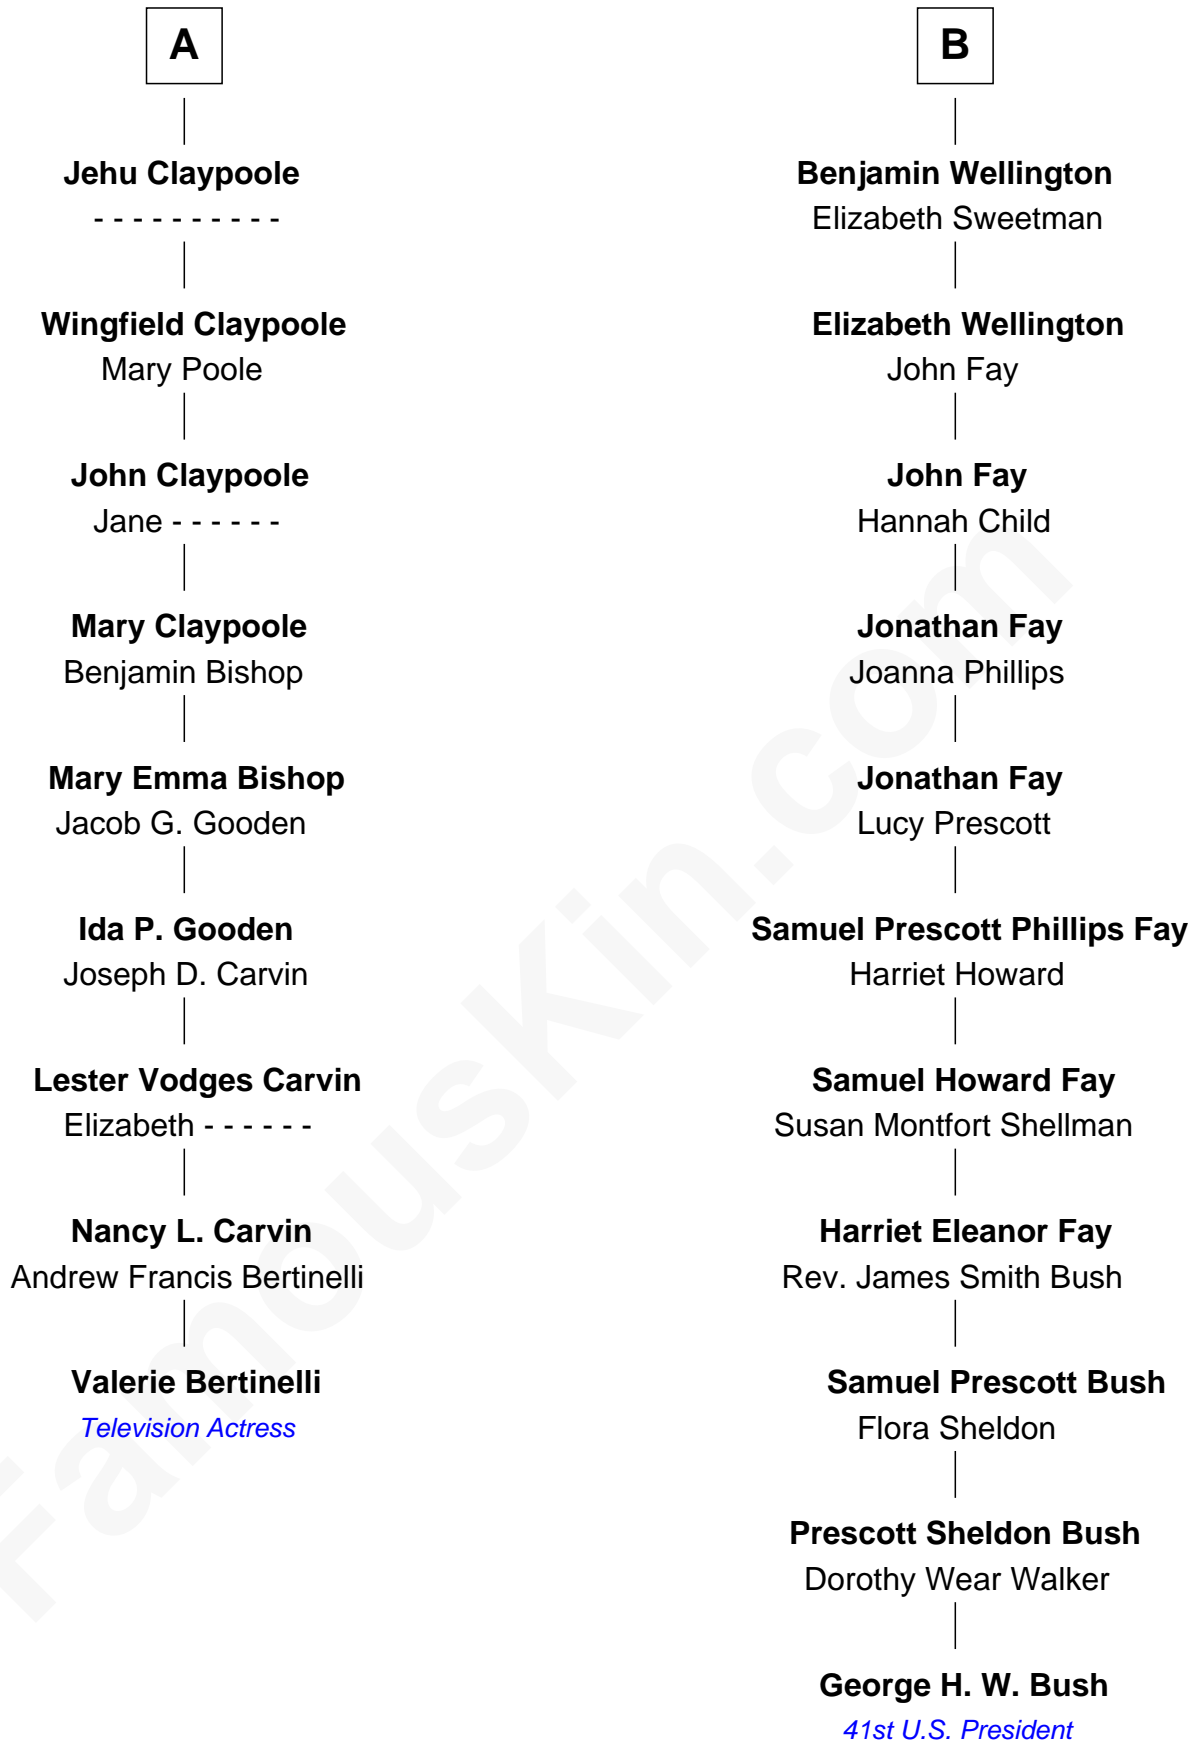 A
Jehu Claypoole
- - - - - - - - - -
Wingfield Claypoole
Mary Poole
John Claypoole
Jane - - - - - -
Mary Claypoole
Benjamin Bishop
Mary Emma Bishop
Jacob G. Gooden
Ida P. Gooden
Joseph D. Carvin
Lester Vodges Carvin
Elizabeth - - - - - -
Nancy L. Carvin
Andrew Francis Bertinelli
Valerie Bertinelli
Television Actress
B
Benjamin Wellington
Elizabeth Sweetman
Elizabeth Wellington
John Fay
John Fay
Hannah Child
Jonathan Fay
Joanna Phillips
Jonathan Fay
Lucy Prescott
Samuel Prescott Phillips Fay
Harriet Howard
Samuel Howard Fay
Susan Montfort Shellman
Harriet Eleanor Fay
Rev. James Smith Bush
Samuel Prescott Bush
Flora Sheldon
Prescott Sheldon Bush
Dorothy Wear Walker
George H. W. Bush
41st U.S. President
FamousKin.com